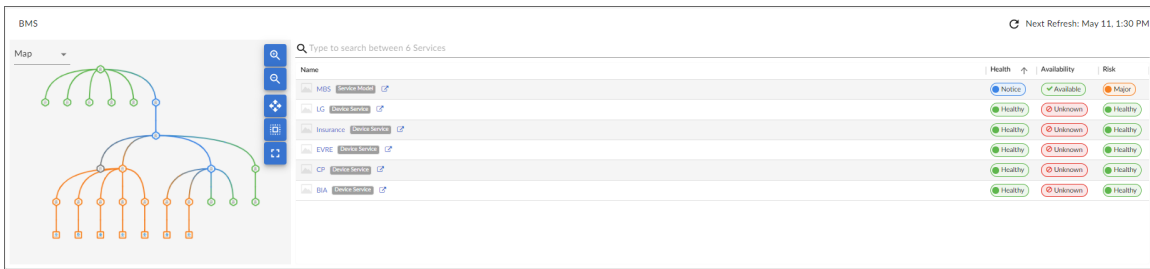 BMS
Next Refresh: May 11, 1:30 PM
Map
Type to search between 6 Services
Name Health Availability Risk
MBS Service Model Notice Available Major
LG Device Service Healthy Unknown Healthy
Insurance Device Service Healthy Unknown Healthy
EVRE Device Service Healthy Unknown Healthy
CP Device Service Healthy Unknown Healthy
BIA Device Service Healthy Unknown Healthy